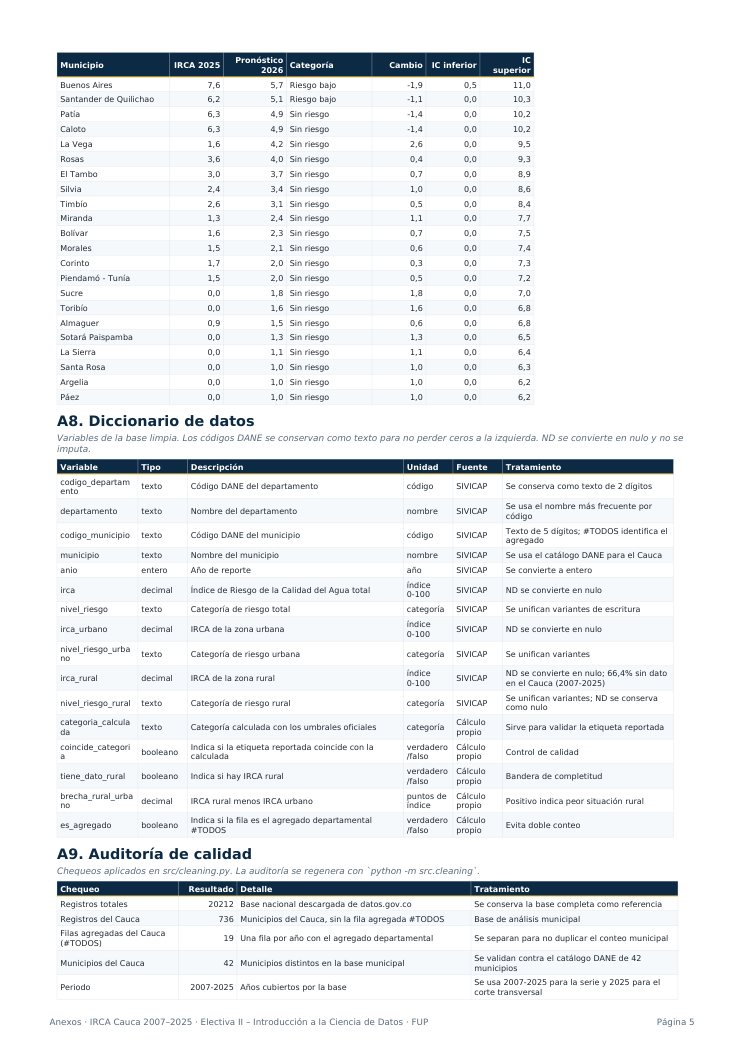 Municipio IRCA 2025 Pronóstico 2026 Categoría Cambio IC inferior IC superior
Buenos Aires 7,6 5,7 Riesgo bajo -1,9 0,5 11,0
Santander de Quilichao 6,2 5,1 Riesgo bajo -1,1 0,0 10,3
Patía 6,3 4,9 Sin riesgo -1,4 0,0 10,2
Caloto 6,3 4,9 Sin riesgo -1,4 0,0 10,2
La Vega 1,6 4,2 Sin riesgo 2,6 0,0 9,5
Rosas 3,6 4,0 Sin riesgo 0,4 0,0 9,3
El Tambo 3,0 3,7 Sin riesgo 0,7 0,0 8,9
Silvia 2,4 3,4 Sin riesgo 1,0 0,0 8,6
Timbío 2,6 3,1 Sin riesgo 0,5 0,0 8,4
Miranda 1,3 2,4 Sin riesgo 1,1 0,0 7,7
Bolívar 1,6 2,3 Sin riesgo 0,7 0,0 7,5
Morales 1,5 2,1 Sin riesgo 0,6 0,0 7,4
Corinto 1,7 2,0 Sin riesgo 0,3 0,0 7,3
Piendamó - Tunía 1,5 2,0 Sin riesgo 0,5 0,0 7,2
Sucre 0,0 1,8 Sin riesgo 1,8 0,0 7,0
Toribío 0,0 1,6 Sin riesgo 1,6 0,0 6,8
Almaguer 0,9 1,5 Sin riesgo 0,6 0,0 6,8
Sotará Paispamba 0,0 1,3 Sin riesgo 1,3 0,0 6,5
La Sierra 0,0 1,1 Sin riesgo 1,1 0,0 6,4
Santa Rosa 0,0 1,0 Sin riesgo 1,0 0,0 6,3
Argelia 0,0 1,0 Sin riesgo 1,0 0,0 6,2
Páez 0,0 1,0 Sin riesgo 1,0 0,0 6,2
A8. Diccionario de datos
Variables de la base limpia. Los códigos DANE se conservan como texto para no perder ceros a la izquierda. ND se convierte en nulo y no se
imputa.
Variable Tipo Descripción Unidad Fuente Tratamiento
codigo_departam
ento texto Código DANE del departamento código SIVICAP Se conserva como texto de 2 dígitos
departamento texto Nombre del departamento nombre SIVICAP Se usa el nombre más frecuente por
código
codigo_municipio texto Código DANE del municipio código SIVICAP Texto de 5 dígitos; #TODOS identifica el
agregado
municipio texto Nombre del municipio nombre SIVICAP Se usa el catálogo DANE para el Cauca
anio entero Año de reporte año SIVICAP Se convierte a entero
irca decimal Índice de Riesgo de la Calidad del Agua total índice
0-100 SIVICAP ND se convierte en nulo
nivel_riesgo texto Categoría de riesgo total categoría SIVICAP Se unifican variantes de escritura
irca_urbano decimal IRCA de la zona urbana índice
0-100 SIVICAP ND se convierte en nulo
nivel_riesgo_urba
no texto Categoría de riesgo urbana categoría SIVICAP Se unifican variantes
irca_rural decimal IRCA de la zona rural índice
0-100 SIVICAP ND se convierte en nulo; 66,4% sin dato
en el Cauca (2007-2025)
nivel_riesgo_rural texto Categoría de riesgo rural categoría SIVICAP Se unifican variantes; ND se conserva
como nulo
categoria_calcula
da texto Categoría calculada con los umbrales oficiales categoría Cálculo
propio Sirve para validar la etiqueta reportada
coincide_categori
a booleano Indica si la etiqueta reportada coincide con la
calculada verdadero
/falso Cálculo
propio Control de calidad
tiene_dato_rural booleano Indica si hay IRCA rural verdadero
/falso Cálculo
propio Bandera de completitud
brecha_rural_urba
no decimal IRCA rural menos IRCA urbano puntos de
índice Cálculo
propio Positivo indica peor situación rural
es_agregado booleano Indica si la fila es el agregado departamental
#TODOS verdadero
/falso Cálculo
propio Evita doble conteo
A9. Auditoría de calidad
Chequeos aplicados en src/cleaning.py. La auditoría se regenera con `python -m src.cleaning`.
Chequeo Resultado Detalle Tratamiento
Registros totales 20212 Base nacional descargada de datos.gov.co Se conserva la base completa como referencia
Registros del Cauca 736 Municipios del Cauca, sin la fila agregada #TODOS Base de análisis municipal
Filas agregadas del Cauca
(#TODOS) 19 Una fila por año con el agregado departamental Se separan para no duplicar el conteo municipal
Municipios del Cauca 42 Municipios distintos en la base municipal Se validan contra el catálogo DANE de 42
municipios
Periodo 2007-2025 Años cubiertos por la base Se usa 2007-2025 para la serie y 2025 para el
corte transversal
Anexos · IRCA Cauca 2007–2025 · Electiva II – Introducción a la Ciencia de Datos · FUP Página 5